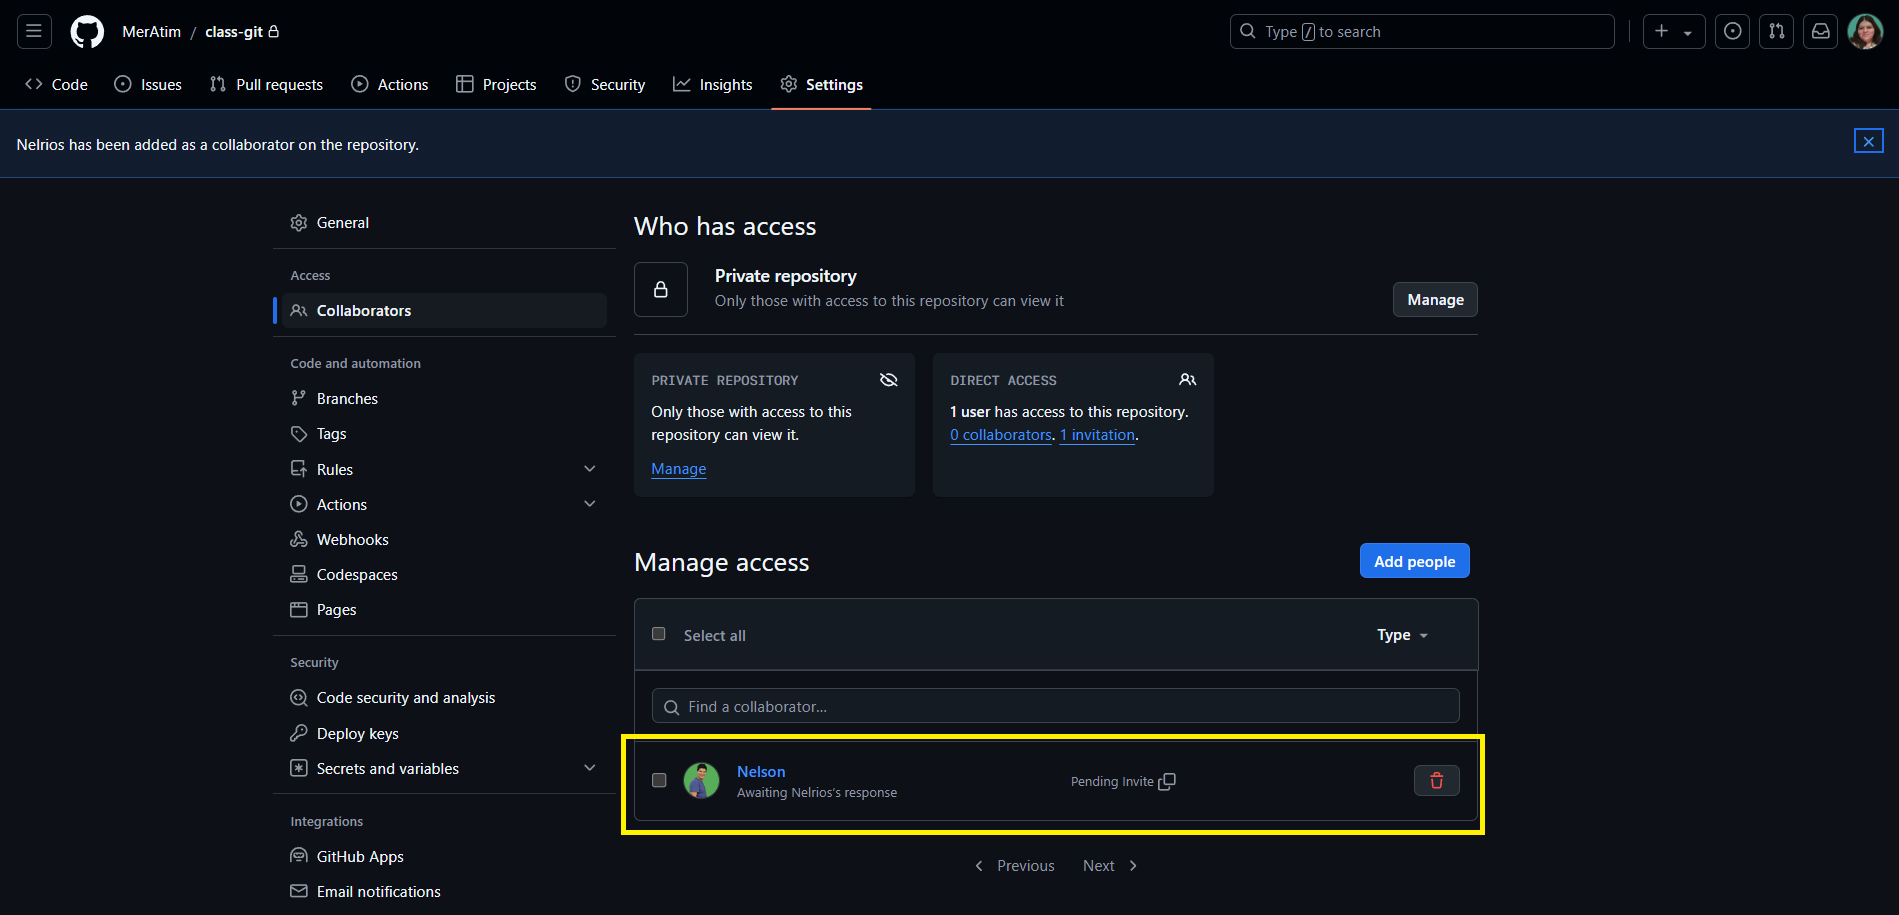 MerAtim / class-git
Type / to search
Code
Issues
Pull requests
Actions
Projects
Security
Insights
Settings
Nelrios has been added as a collaborator on the repository.
General
Access
Collaborators
Code and automation
Branches
Tags
Rules
Actions
Webhooks
Codespaces
Pages
Security
Code security and analysis
Deploy keys
Secrets and variables
Integrations
GitHub Apps
Email notifications
Who has access
Private repository
Only those with access to this repository can view it
Manage
PRIVATE REPOSITORY
Only those with access to this
repository can view it.
Manage
DIRECT ACCESS
1 user has access to this repository.
0 collaborators. 1 invitation.
Manage access
Add people
Select all
Type
Find a collaborator...
Nelson
Awaiting Nelrios's response
Pending Invite
Previous
Next